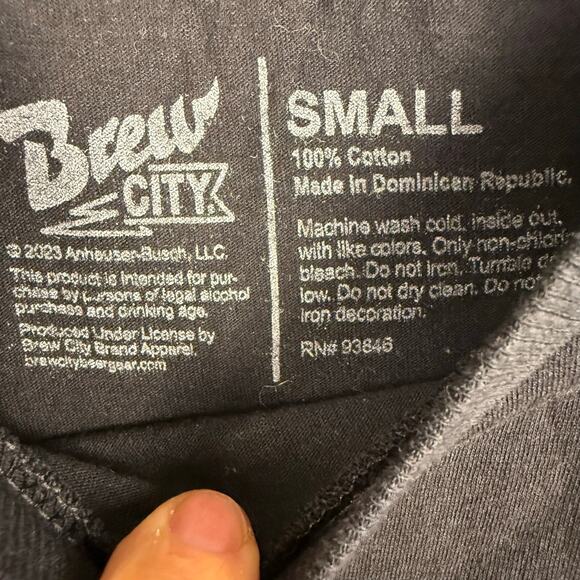 Brew
CITY
© 2023 Anheuser-Busch, LLC.
This product is intended for pur-
chase by persons of legal alcohol
purchase and drinking age.
Produced Under License by
Brew City Brand Apparel.
brewcitybeergear.com
SMALL
100% Cotton
Made in Dominican Republic.
Machine wash cold, inside out,
with like colors. Only non-chlor
bleach. Do not iron. Tumble
low. Do not dry clean. Do not
iron decoration.
RN# 93846